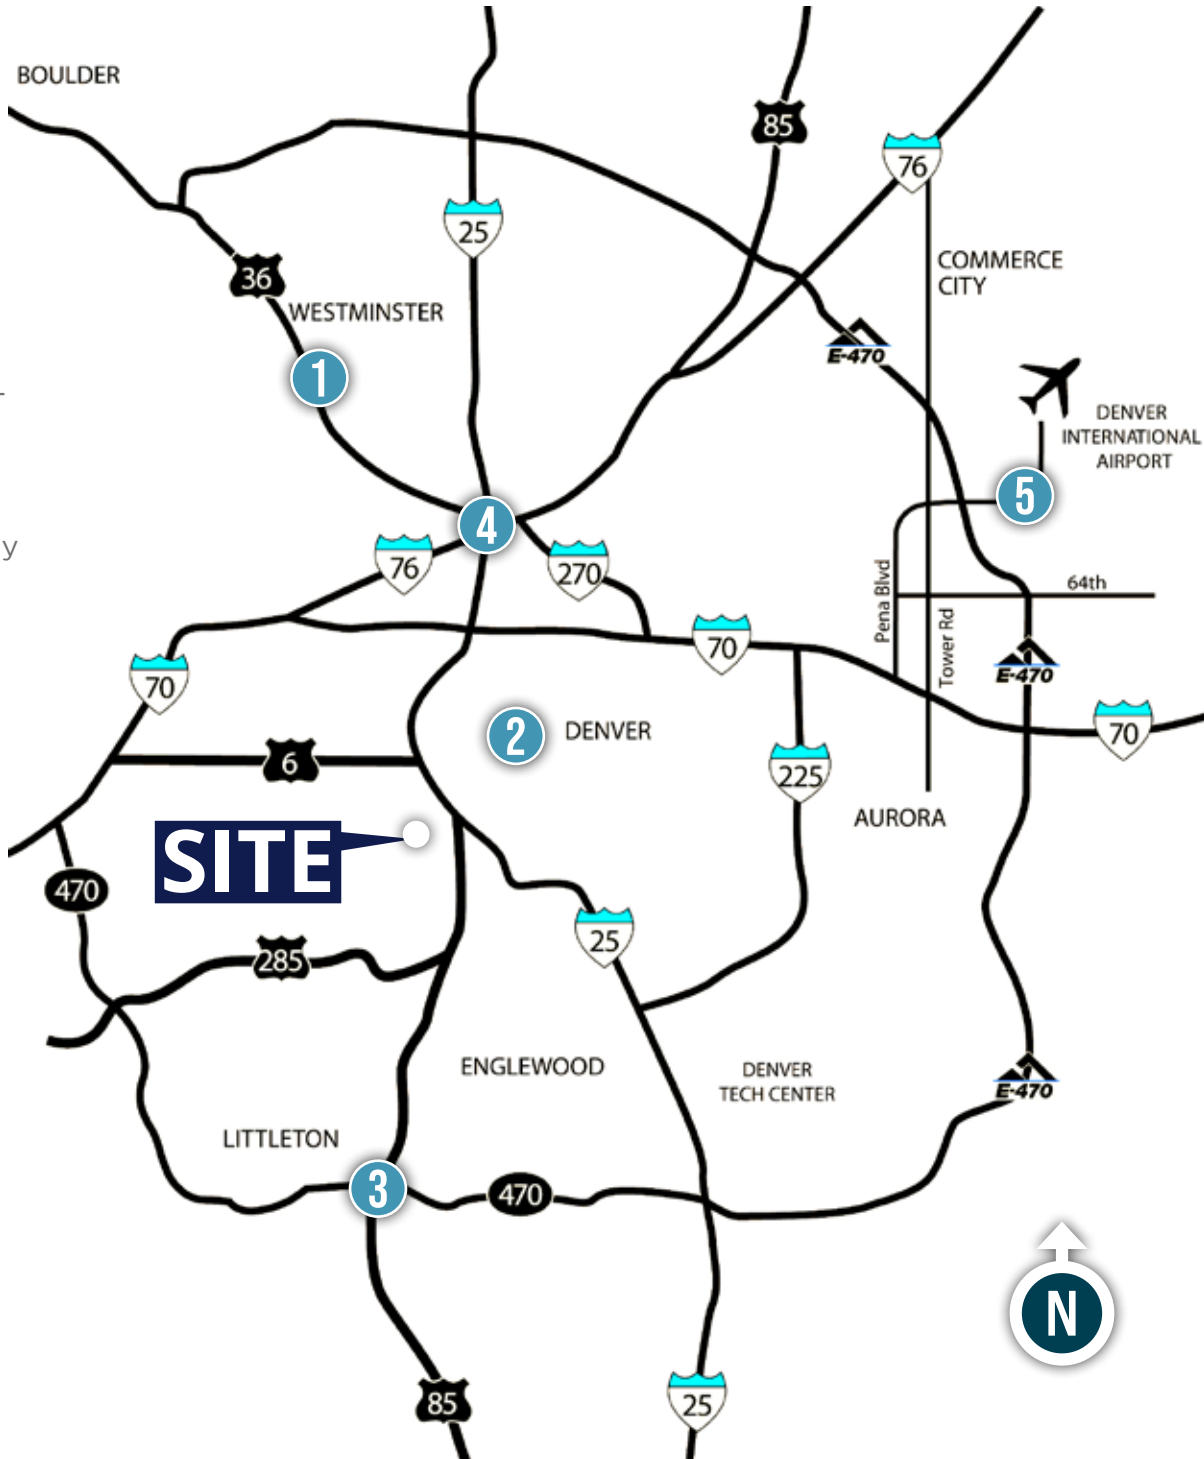 BOULDER
85
76
25
COMMERCE
CITY
36
WESTMINSTER
E-470
1
DENVER
INTERNATIONAL
AIRPORT
5
4
y
76
270
Pena Blvd
64th
Tower Rd
70
70
E-470
70
2
DENVER
6
225
AURORA
SITE
470
25
285
ENGLEWOOD
DENVER
TECH CENTER
E-470
LITTLETON
3
470
N
85
25